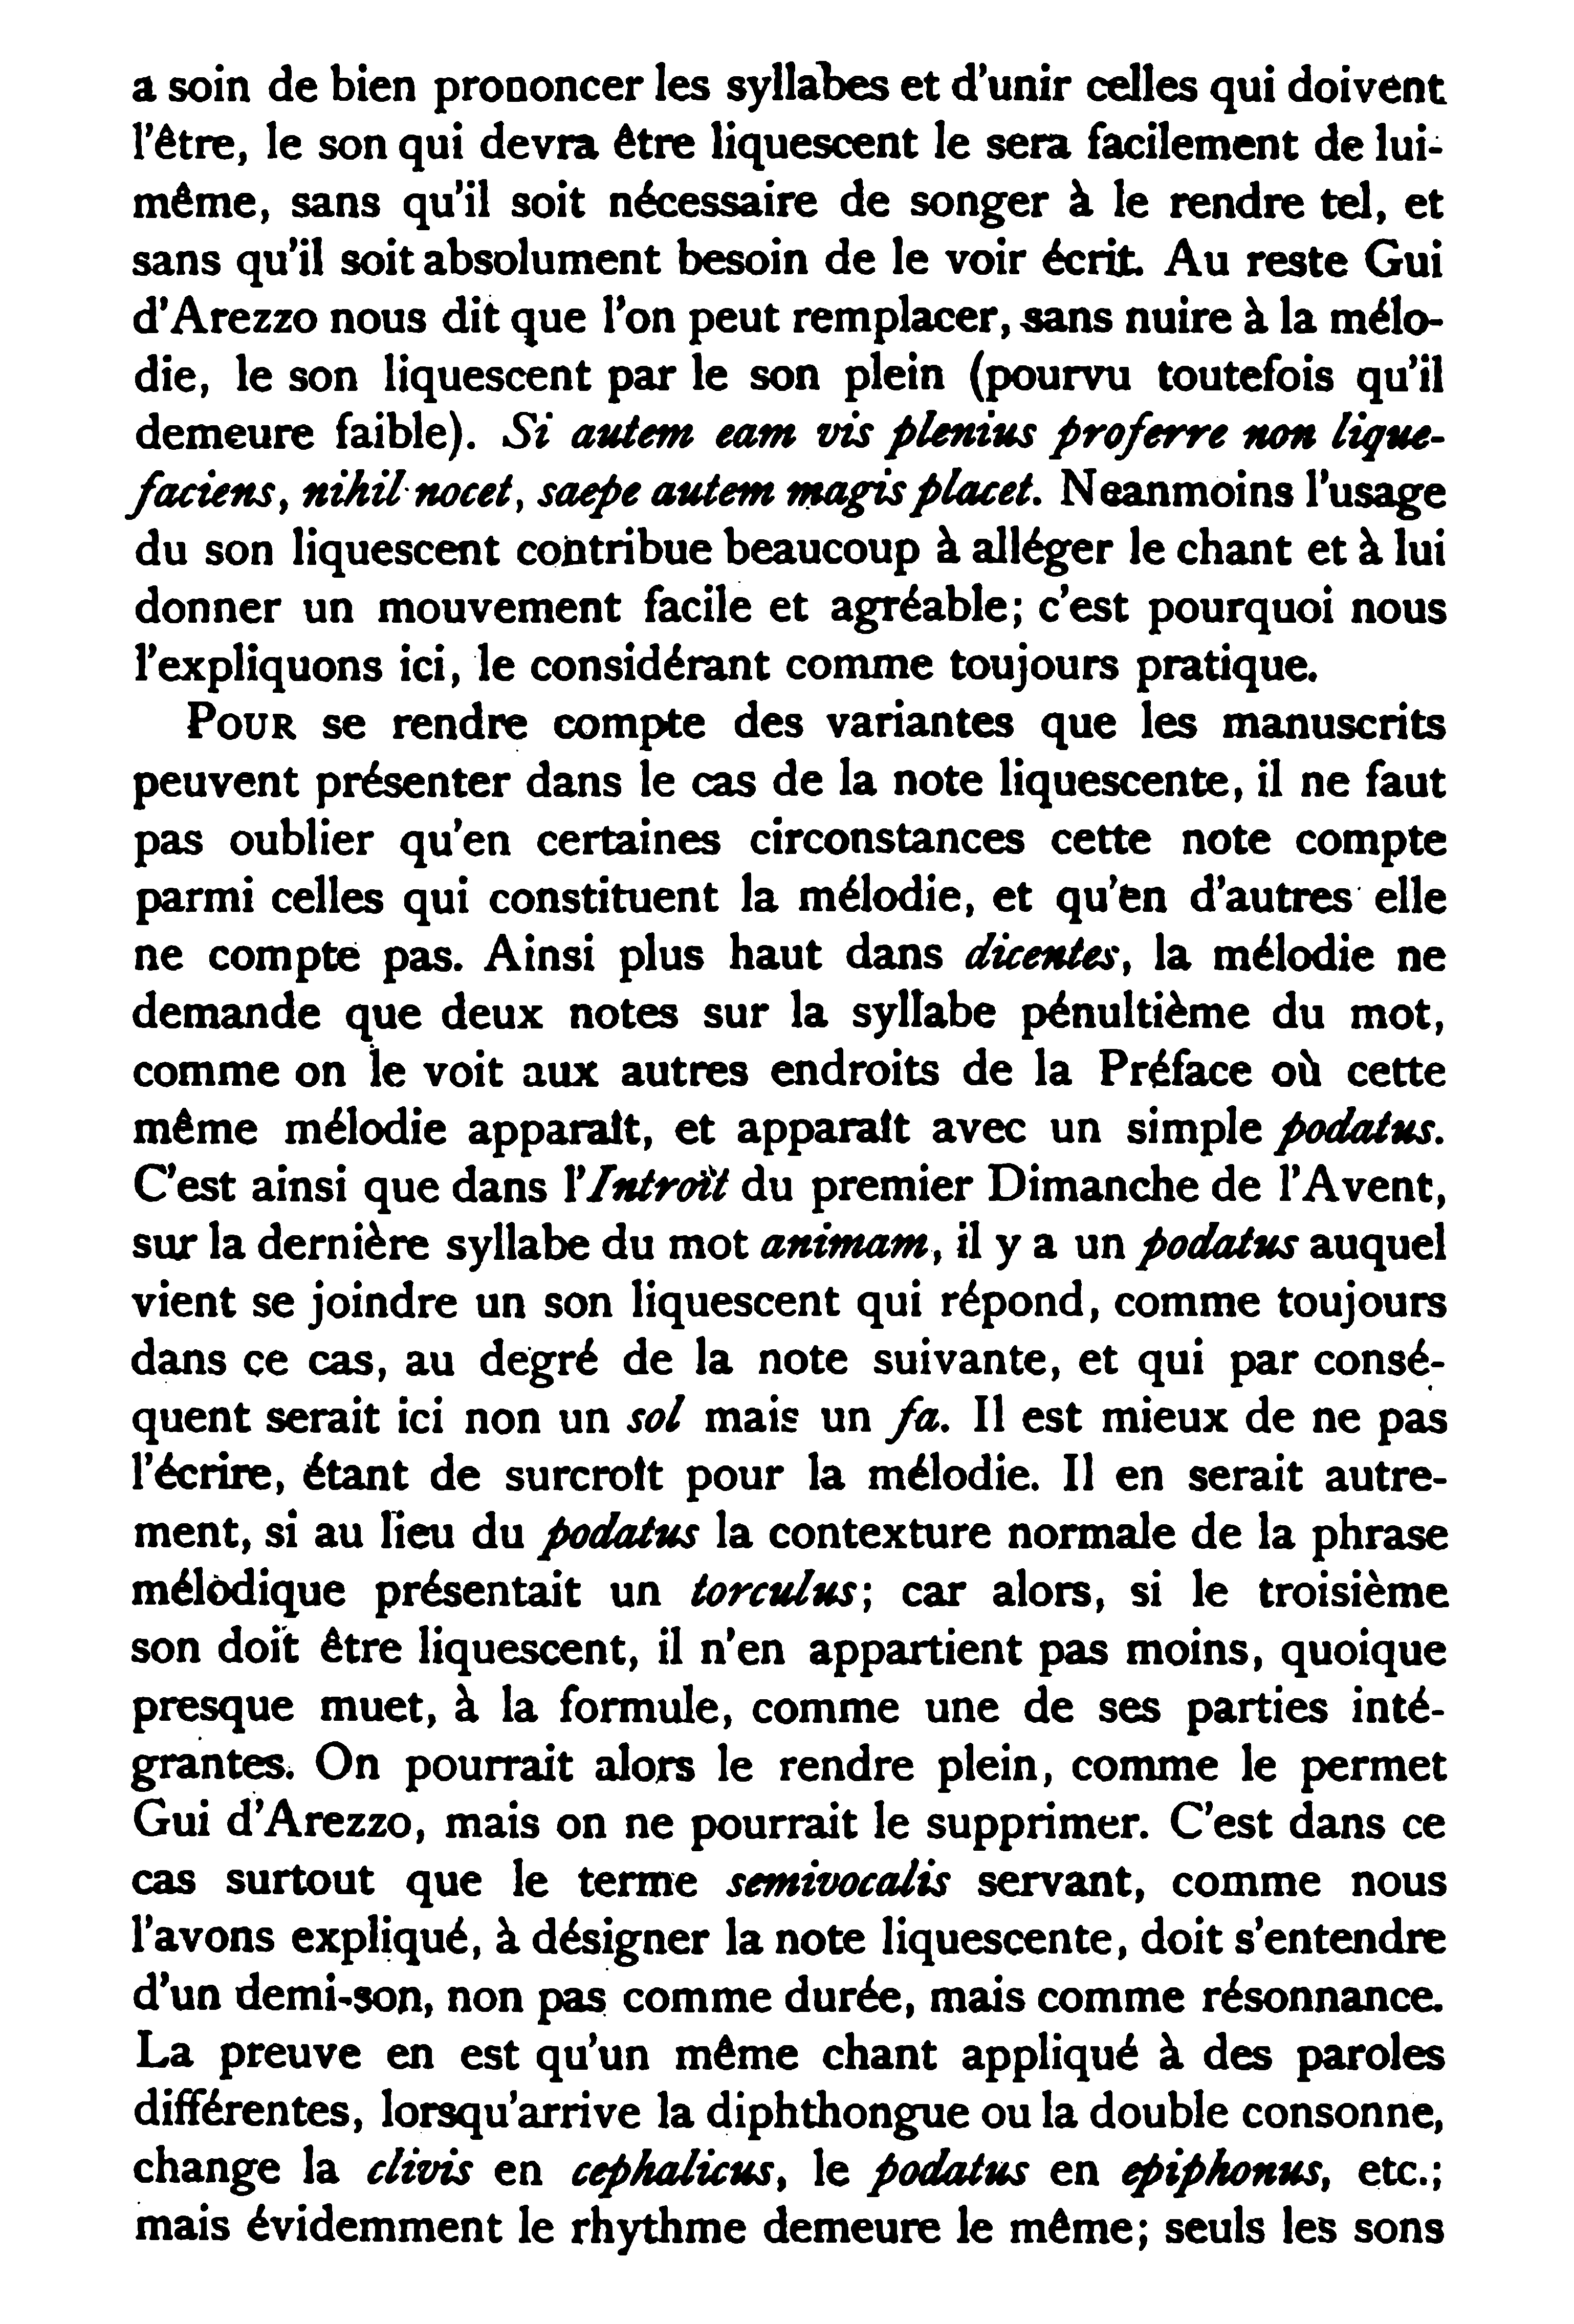 a soin de bien prononcer les syllabes et d'unir celles qui doivent
l'être, le son qui devra être liquescent le sera facilement de lui-
même, sans qu'il soit nécessaire de songer à le rendre tel, et
sans qu'il soit absolument besoin de le voir écrit. Au reste Gui
d'Arezzo nous dit que l'on peut remplacer, sans nuire à la mélo-
die, le son liquescent par le son plein (pourvu toutefois qu'il
demeure faible). Si autem eam vis plenius proferre non lique-
faciens, nihil nocet, saepe autem magis placet. Neanmoins l'usage
du son liquescent contribue beaucoup à alléger le chant et à lui
donner un mouvement facile et agréable; c'est pourquoi nous
l'expliquons ici, le considérant comme toujours pratique.
POUR se rendre compte des variantes que les manuscrits
peuvent présenter dans le cas de la note liquescente, il ne faut
pas oublier qu'en certaines circonstances cette note compte
parmi celles qui constituent la mélodie, et qu'en d'autres elle
ne compte pas. Ainsi plus haut dans dicentes, la mélodie ne
demande que deux notes sur la syllabe pénultième du mot,
comme on le voit aux autres endroits de la Préface où cette
même mélodie apparaît, et apparaît avec un simple podatus.
C'est ainsi que dans l'Introït du premier Dimanche de l'Avent,
sur la dernière syllabe du mot animam, il y a un podatus auquel
vient se joindre un son liquescent qui répond, comme toujours
dans ce cas, au degré de la note suivante, et qui par consé-
quent serait ici non un sol mais un fa. Il est mieux de ne pas
l'écrire, étant de surcroît pour la mélodie. Il en serait autre-
ment, si au lieu du podatus la contexture normale de la phrase
mélodique présentait un torculus; car alors, si le troisième
son doit être liquescent, il n'en appartient pas moins, quoique
presque muet, à la formule, comme une de ses parties inté-
grantes. On pourrait alors le rendre plein, comme le permet
Gui d'Arezzo, mais on ne pourrait le supprimer. C'est dans ce
cas surtout que le terme semivocalis servant, comme nous
l'avons expliqué, à désigner la note liquescente, doit s'entendre
d'un demi-son, non pas comme durée, mais comme résonnance.
La preuve en est qu'un même chant appliqué à des paroles
différentes, lorsqu'arrive la diphthongue ou la double consonne,
change la clivis en cephalicus, le podatus en epiphonus, etc.;
mais évidemment le rhythme demeure le même; seuls les sons